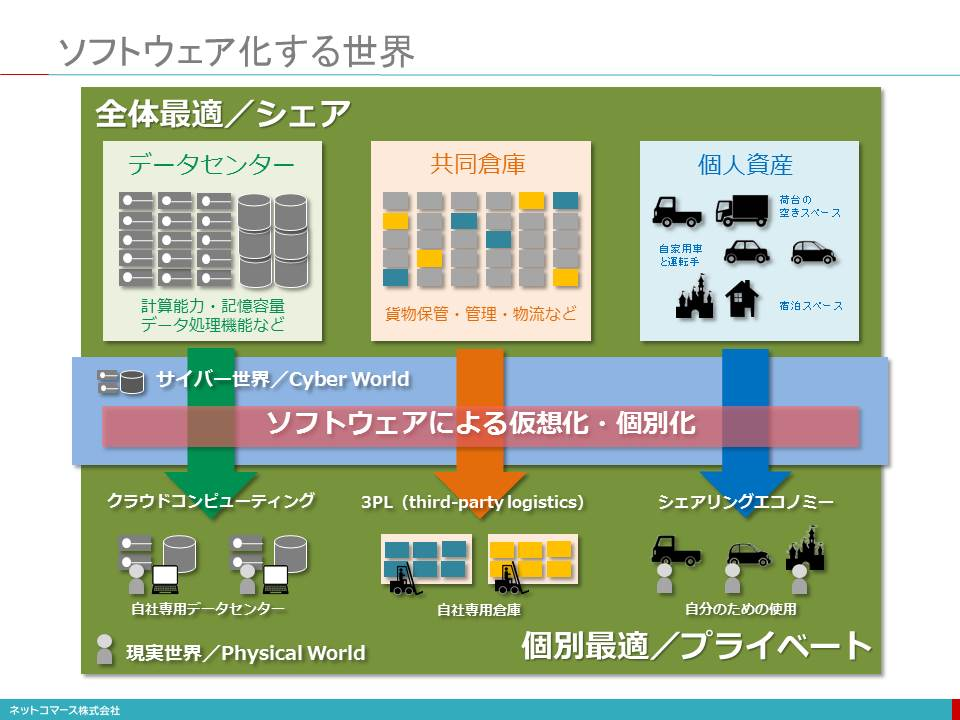 ソフトウェア化する世界
全体最適／シェア
データセンター
計算能力・記憶容量
データ処理機能など
共同倉庫
貨物保管・管理・物流など
個人資産
荷台の
空きスペース
自家用車
と運転手
宿泊スペース
サイバー世界／Cyber World
ソフトウェアによる仮想化・個別化
クラウドコンピューティング
3PL（third-party logistics）
シェアリングエコノミー
自社専用データセンター
自社専用倉庫
自分のための使用
現実世界／Physical World
個別最適／プライベート
ネットコマース株式会社